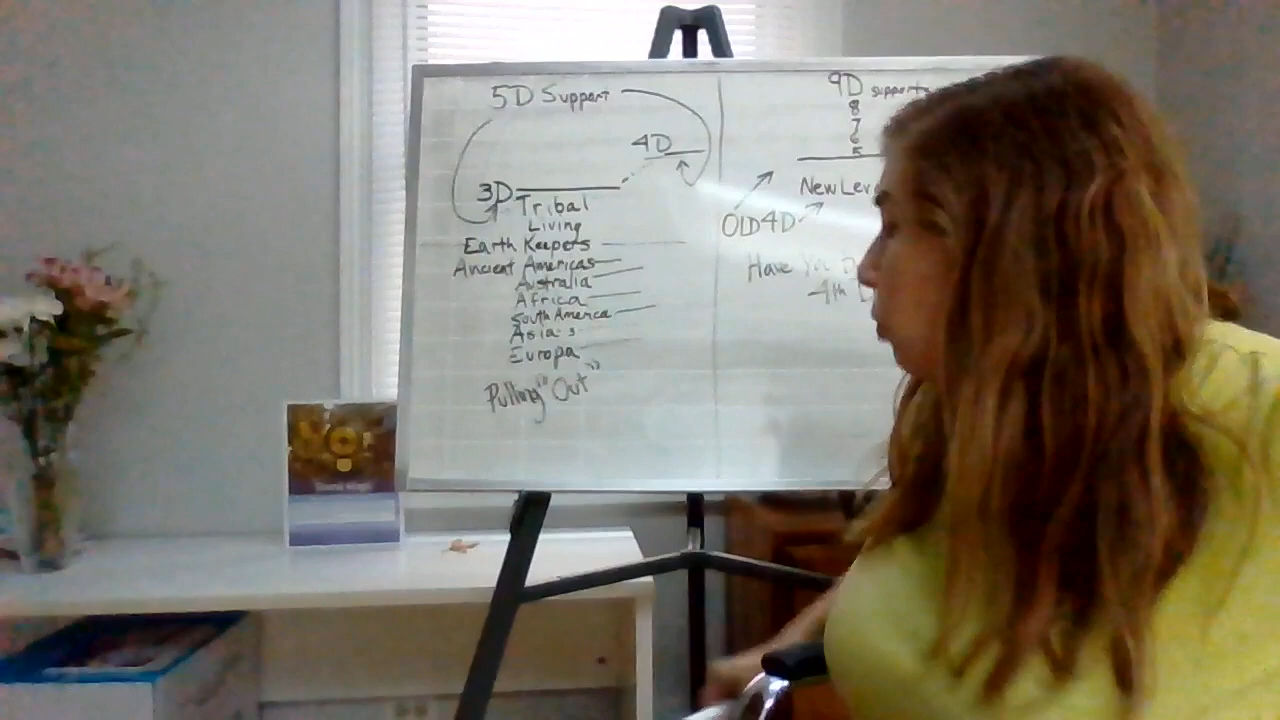 5D Support
4D
3D
Tribal
Living
Earth Keepers
Ancient Americas
Australia
Africa
South America
Asia
Europa
Pulling "Out"
9D supports
8
7
6
5
New Lev
OLD 4D
Have You
4th